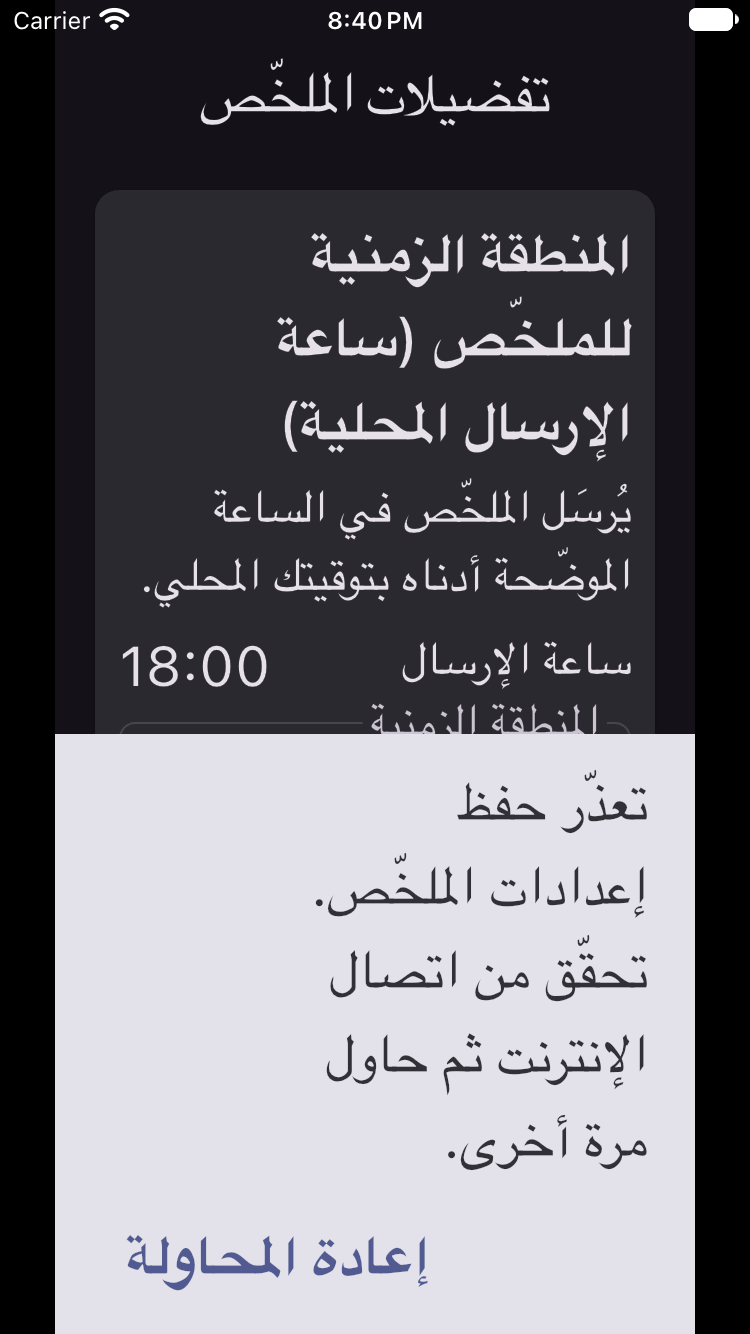 Carrier 8:40 PM
تفضيلات الملخّص
المنطقة الزمنية
للملخّص (ساعة
الإرسال المحلية)
يُرسَل الملخّص في الساعة
الموضّحة أدناه بتوقيتك المحلي.
ساعة الإرسال 18:00
المنطقة الزمنية
تعذّر حفظ
إعدادات الملخّص.
تحقّق من اتصال
الإنترنت ثم حاول
مرة أخرى.
إعادة المحاولة